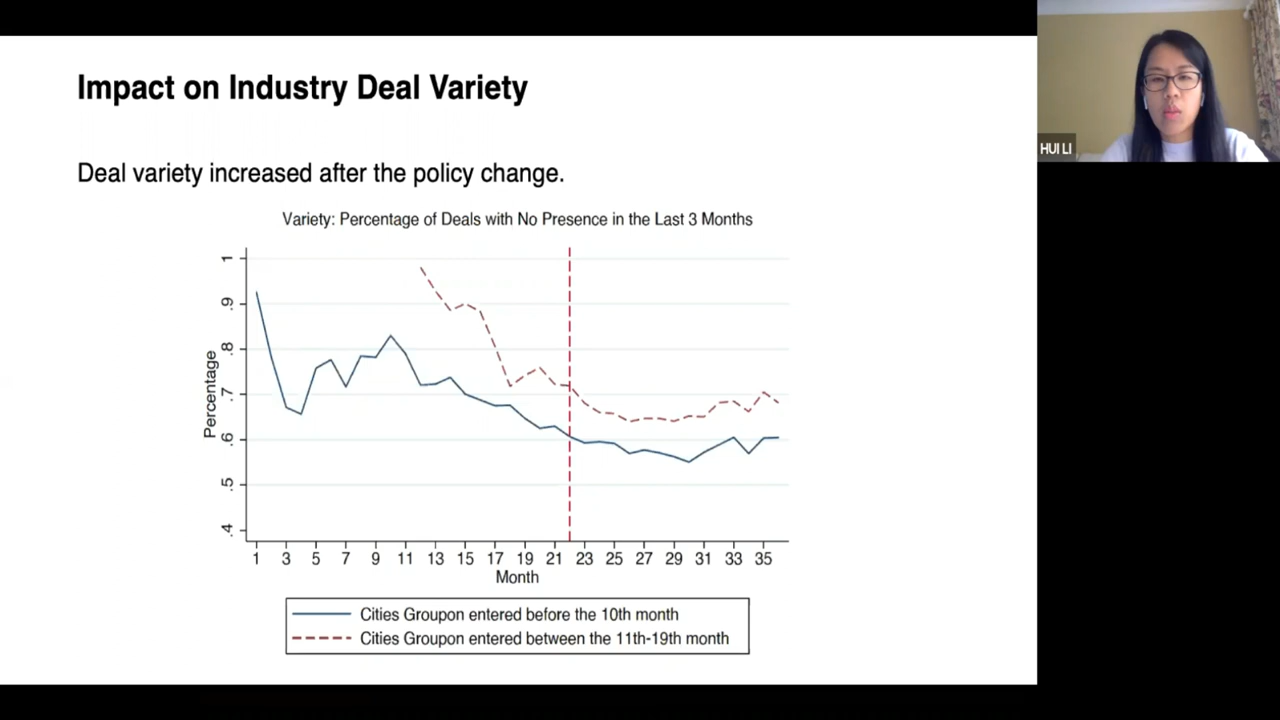 Impact on Industry Deal Variety
HUI LI
Deal variety increased after the policy change.
Variety: Percentage of Deals with No Presence in the Last 3 Months
Percentage
1
.9
.8
.7
.6
.5
.4
1 3 5 7 9 11 13 15 17 19 21 23 25 27 29 31 33 35
Month
Cities Groupon entered before the 10th month
Cities Groupon entered between the 11th-19th month